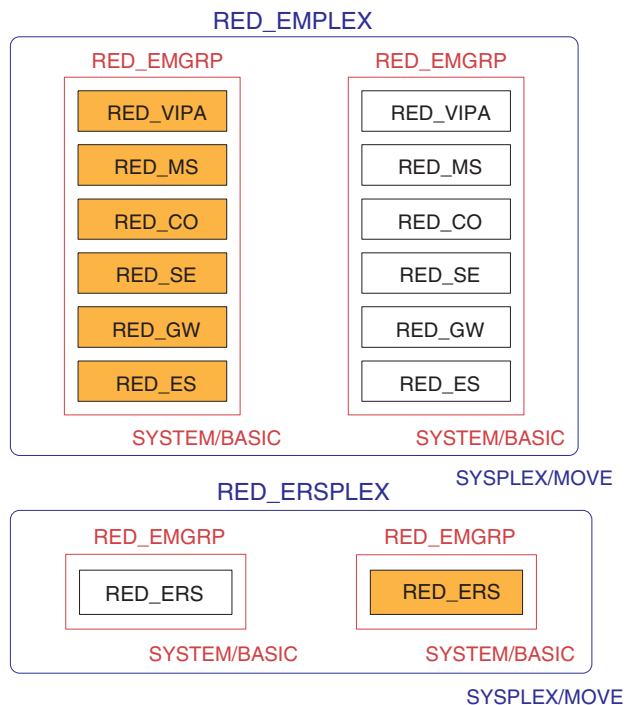 RED_EMPLEX
RED_EMGRP
RED_EMGRP
RED_VIPA
RED_VIPA
RED_MS
RED_MS
RED_CO
RED_CO
RED_SE
RED_SE
RED_GW
RED_GW
RED_ES
RED_ES
SYSTEM/BASIC
SYSTEM/BASIC
SYSPLEX/MOVE
RED_ERSPLEX
RED_EMGRP
RED_EMGRP
RED_ERS
RED_ERS
SYSTEM/BASIC
SYSTEM/BASIC
SYSPLEX/MOVE